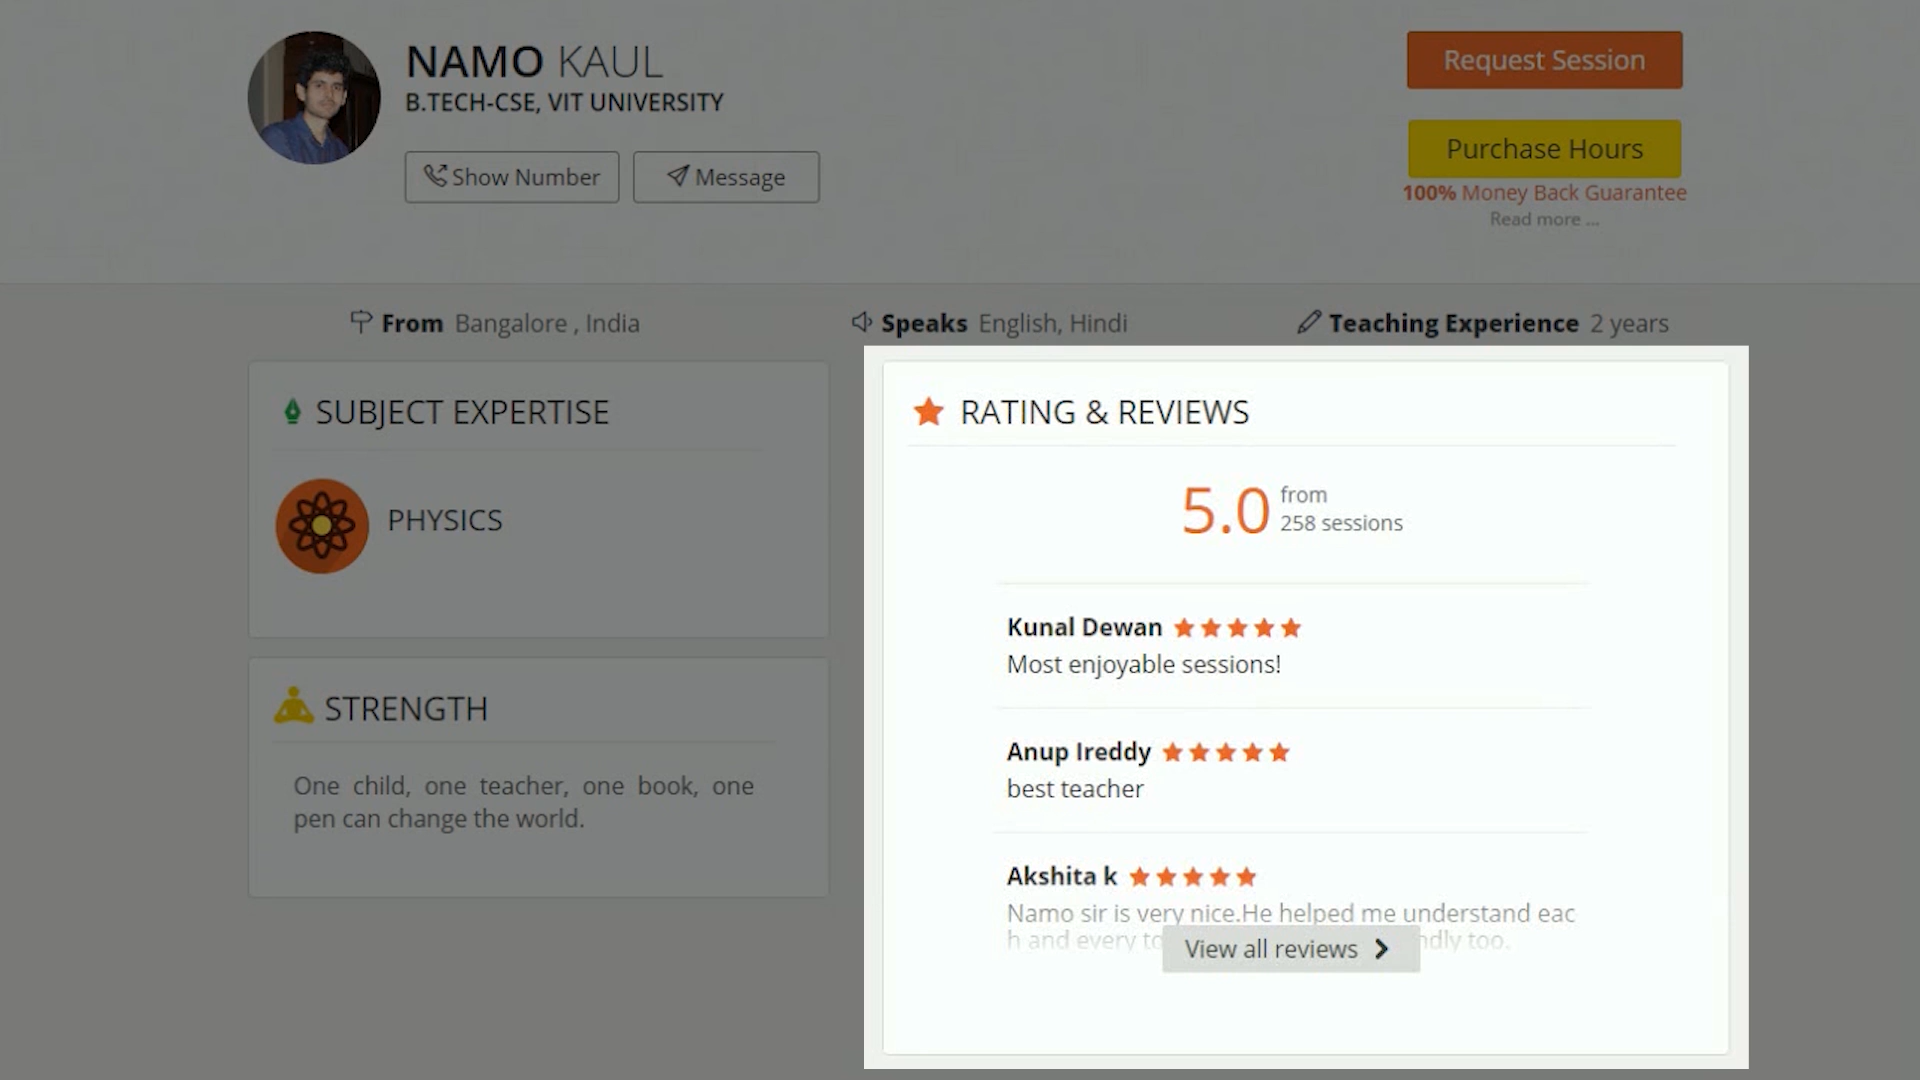 NAMO KAUL
B.TECH-CSE, VIT UNIVERSITY
Show Number
Message
Request Session
Purchase Hours
100% Money Back Guarantee
Read more ...
From Bangalore , India
Speaks English, Hindi
Teaching Experience 2 years
SUBJECT EXPERTISE
PHYSICS
STRENGTH
One child, one teacher, one book, one
pen can change the world.
RATING & REVIEWS
5.0 from
258 sessions
Kunal Dewan
Most enjoyable sessions!
Anup Ireddy
best teacher
Akshita k
Namo sir is very nice.He helped me understand eac
h and every too.
View all reviews